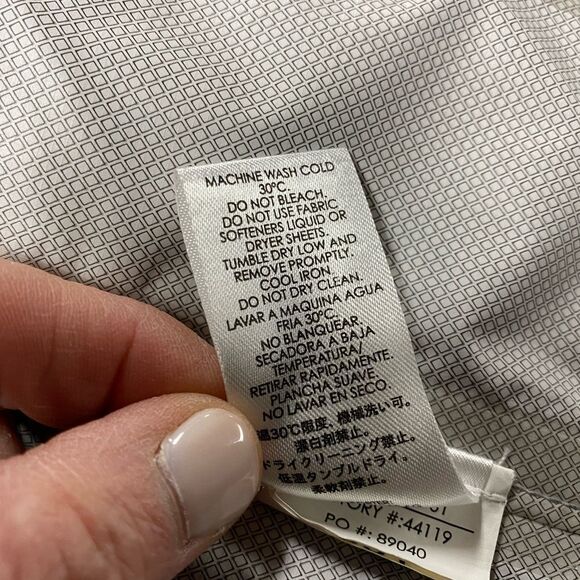 MACHINE WASH COLD
30°C.
DO NOT BLEACH.
DO NOT USE FABRIC
SOFTENERS LIQUID OR
DRYER SHEETS.
TUMBLE DRY LOW AND
REMOVE PROMPTLY.
COOL IRON.
DO NOT DRY CLEAN.
LAVAR A MAQUINA AGUA
FRIA 30°C.
NO BLANQUEAR.
SECADORA A BAJA
TEMPERATURA/
RETIRAR RAPIDAMENTE.
PLANCHA SUAVE.
NO LAVAR EN SECO.
温30℃限度, 機械洗い可。
漂白剤禁止。
ドライクリーニング禁止。
低温タンブルドライ。
柔軟剤禁止。
#:44119
PO #: 89040